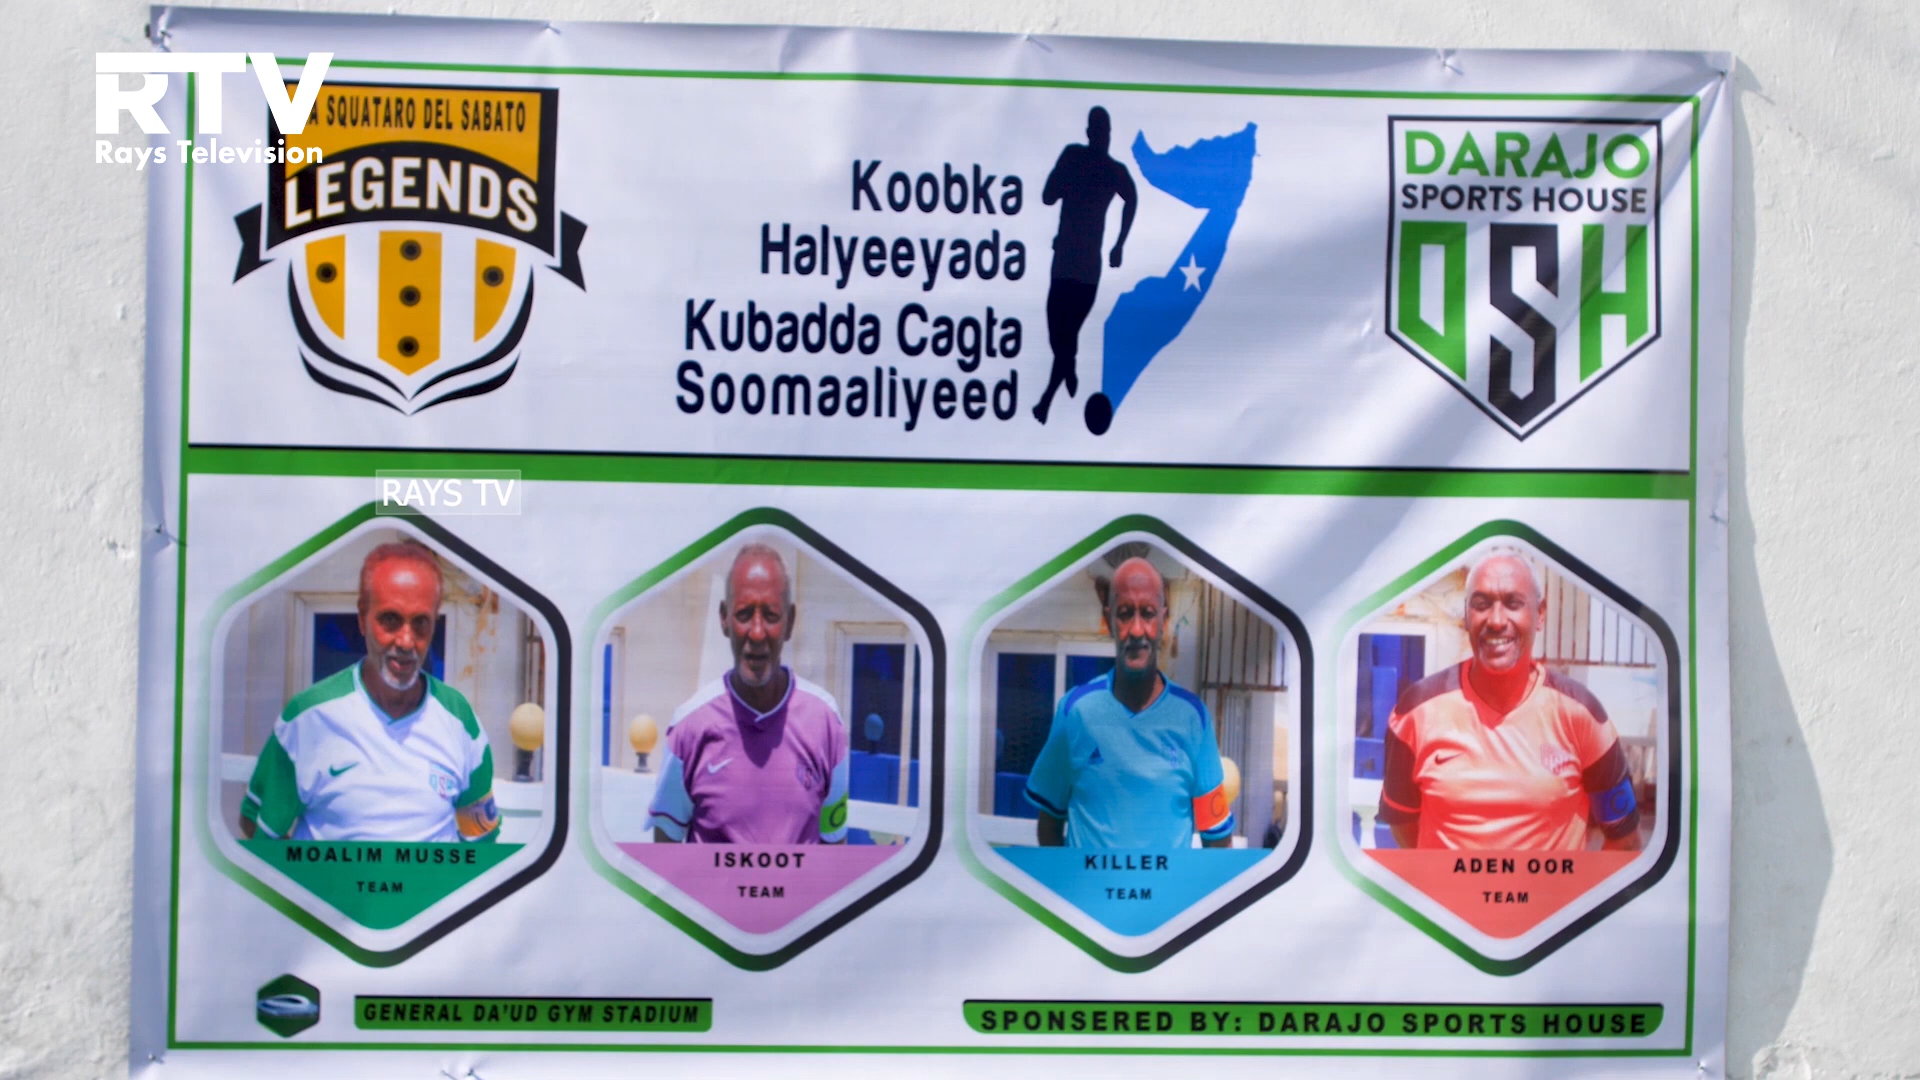 RTV
Rays Television
A SQUATARO DEL SABATO
LEGENDS
Koobka
Halyeeyada
Kubadda Cagta
Soomaaliyeed
DARAJO
SPORTS HOUSE
DSH
RAYS TV
MOALIM MUSSE
TEAM
ISKOOT
TEAM
KILLER
TEAM
ADEN OOR
TEAM
GENERAL DA'UD GYM STADIUM
SPONSERED BY: DARAJO SPORTS HOUSE